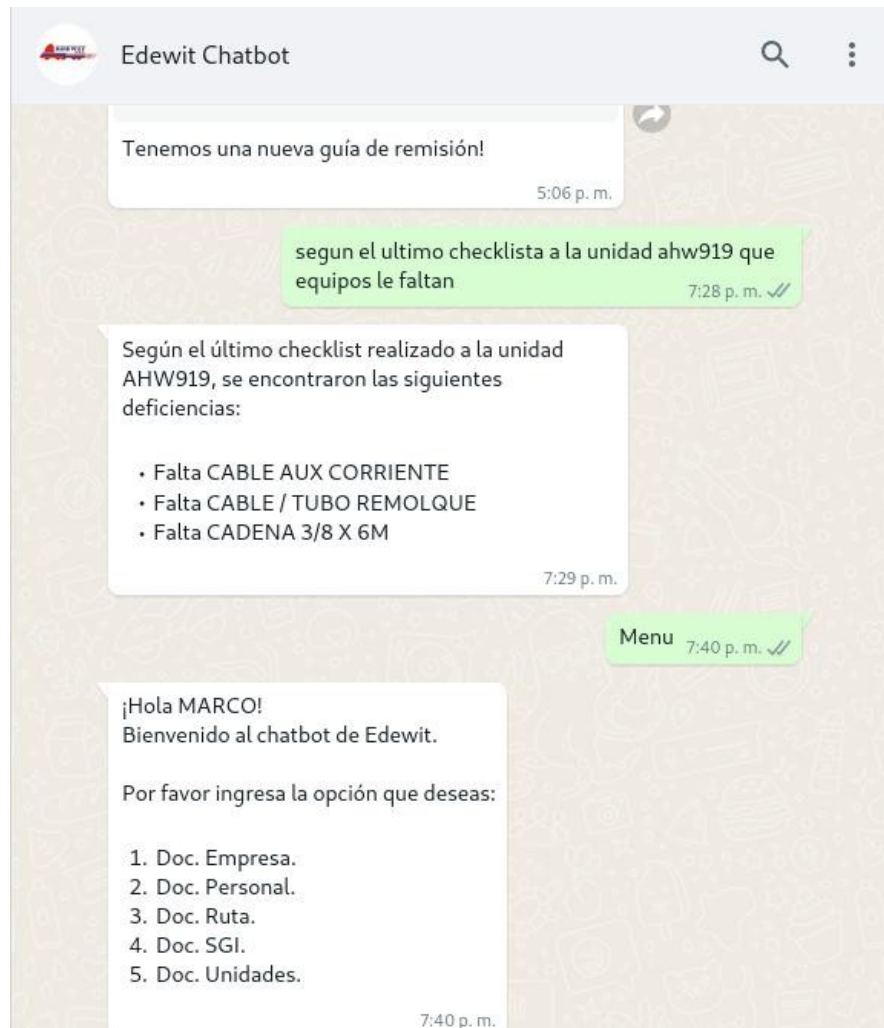 Edewit Chatbot
Tenemos una nueva guía de remisión!
5:06 p. m.
segun el ultimo checklista a la unidad ahw919 que
equipos le faltan
7:28 p. m.
Según el último checklist realizado a la unidad
AHW919, se encontraron las siguientes
deficiencias:
• Falta CABLE AUX CORRIENTE
• Falta CABLE / TUBO REMOLQUE
• Falta CADENA 3/8 X 6M
7:29 p. m.
Menu 7:40 p. m.
¡Hola MARCO!
Bienvenido al chatbot de Edewit.
Por favor ingresa la opción que deseas:
1. Doc. Empresa.
2. Doc. Personal.
3. Doc. Ruta.
4. Doc. SGI.
5. Doc. Unidades.
7:40 p. m.